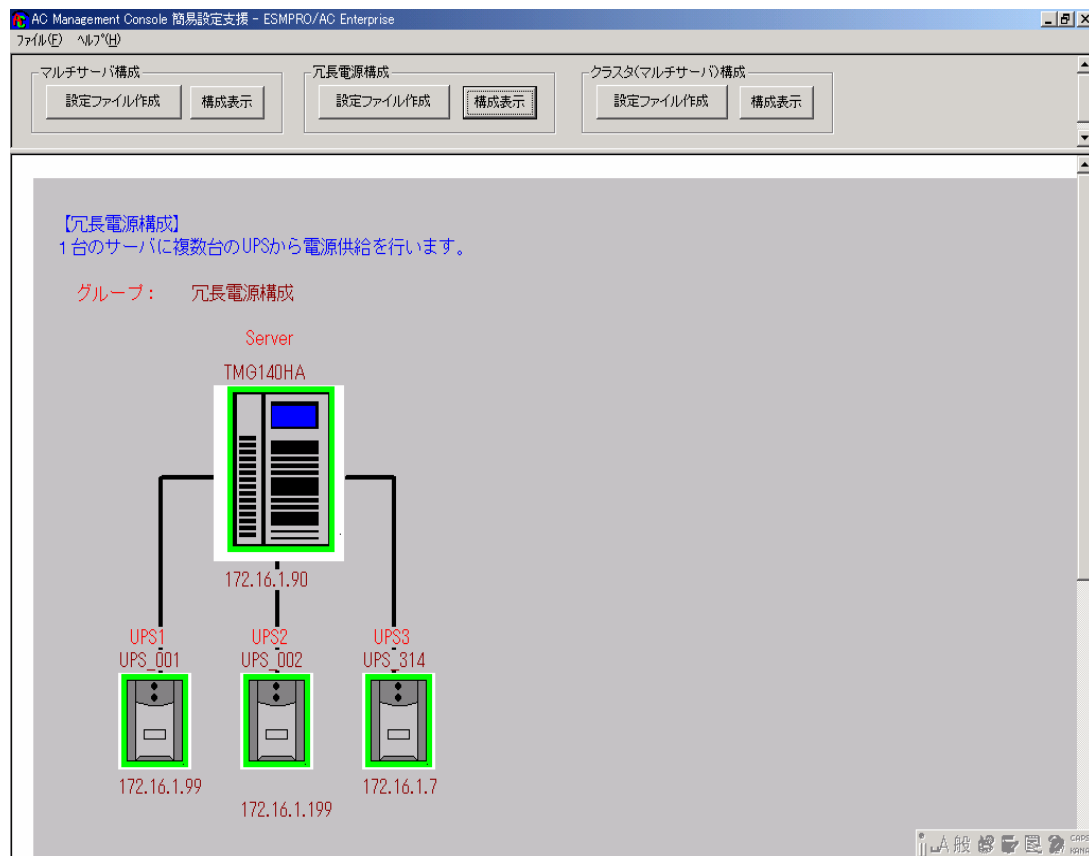 AC Management Console 簡易設定支援 - ESMPRO/AC Enterprise
ファイル(F) ヘルプ(H)
マルチサーバ構成 冗長電源構成 クラスタ(マルチサーバ)構成
設定ファイル作成 構成表示 設定ファイル作成 構成表示 設定ファイル作成 構成表示
【冗長電源構成】
1台のサーバに複数台のUPSから電源供給を行います。
グループ: 冗長電源構成
Server
TMG140HA
172.16.1.90
UPS1 UPS2 UPS3
UPS_001 UPS_002 UPS_314
172.16.1.99 172.16.1.7
172.16.1.199
A 般 CAPS
KANA